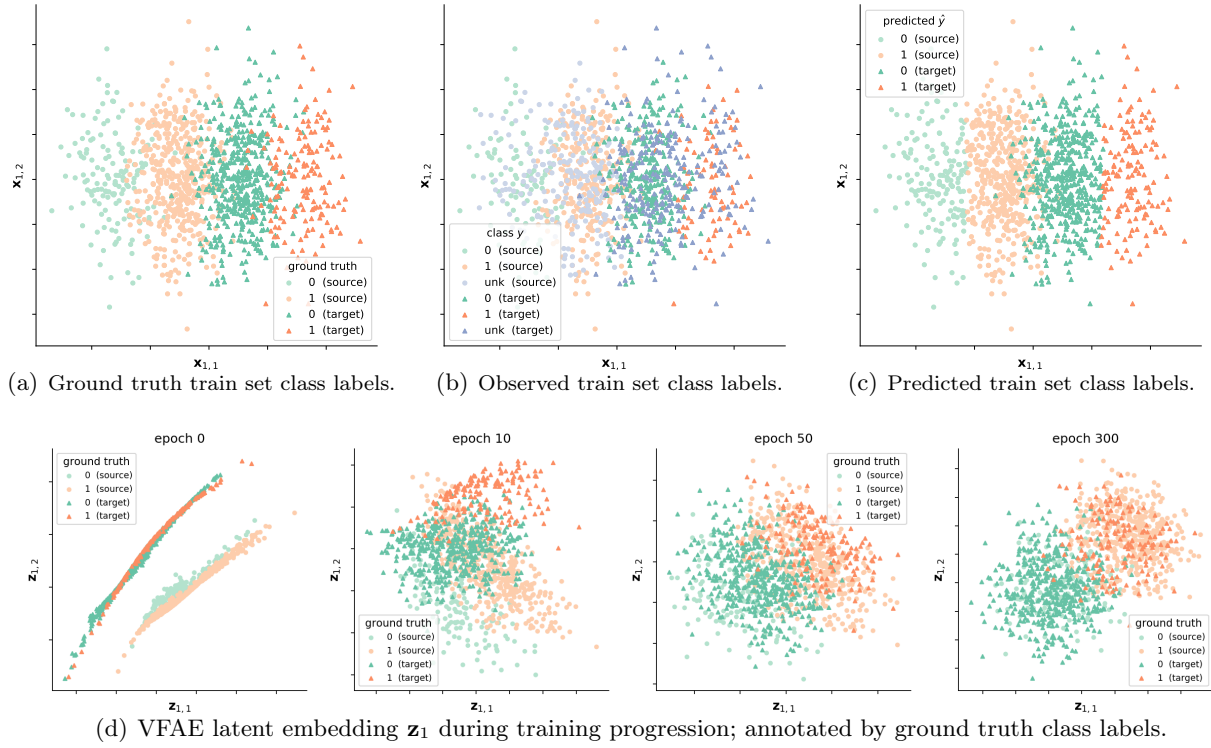 x1,2
ground truth
0 (source)
1 (source)
0 (target)
1 (target)
x1,1
(a) Ground truth train set class labels.
x1,2
class y
0 (source)
1 (source)
unk (source)
0 (target)
1 (target)
unk (target)
x1,1
(b) Observed train set class labels.
x1,2
predicted ŷ
0 (source)
1 (source)
0 (target)
1 (target)
x1,1
(c) Predicted train set class labels.
epoch 0
ground truth
0 (source)
1 (source)
0 (target)
1 (target)
z1,2
z1,1
epoch 10
z1,2
ground truth
0 (source)
1 (source)
0 (target)
1 (target)
z1,1
epoch 50
ground truth
0 (source)
1 (source)
0 (target)
1 (target)
z1,2
z1,1
epoch 300
z1,2
ground truth
0 (source)
1 (source)
0 (target)
1 (target)
z1,1
(d) VFAE latent embedding z1 during training progression; annotated by ground truth class labels.